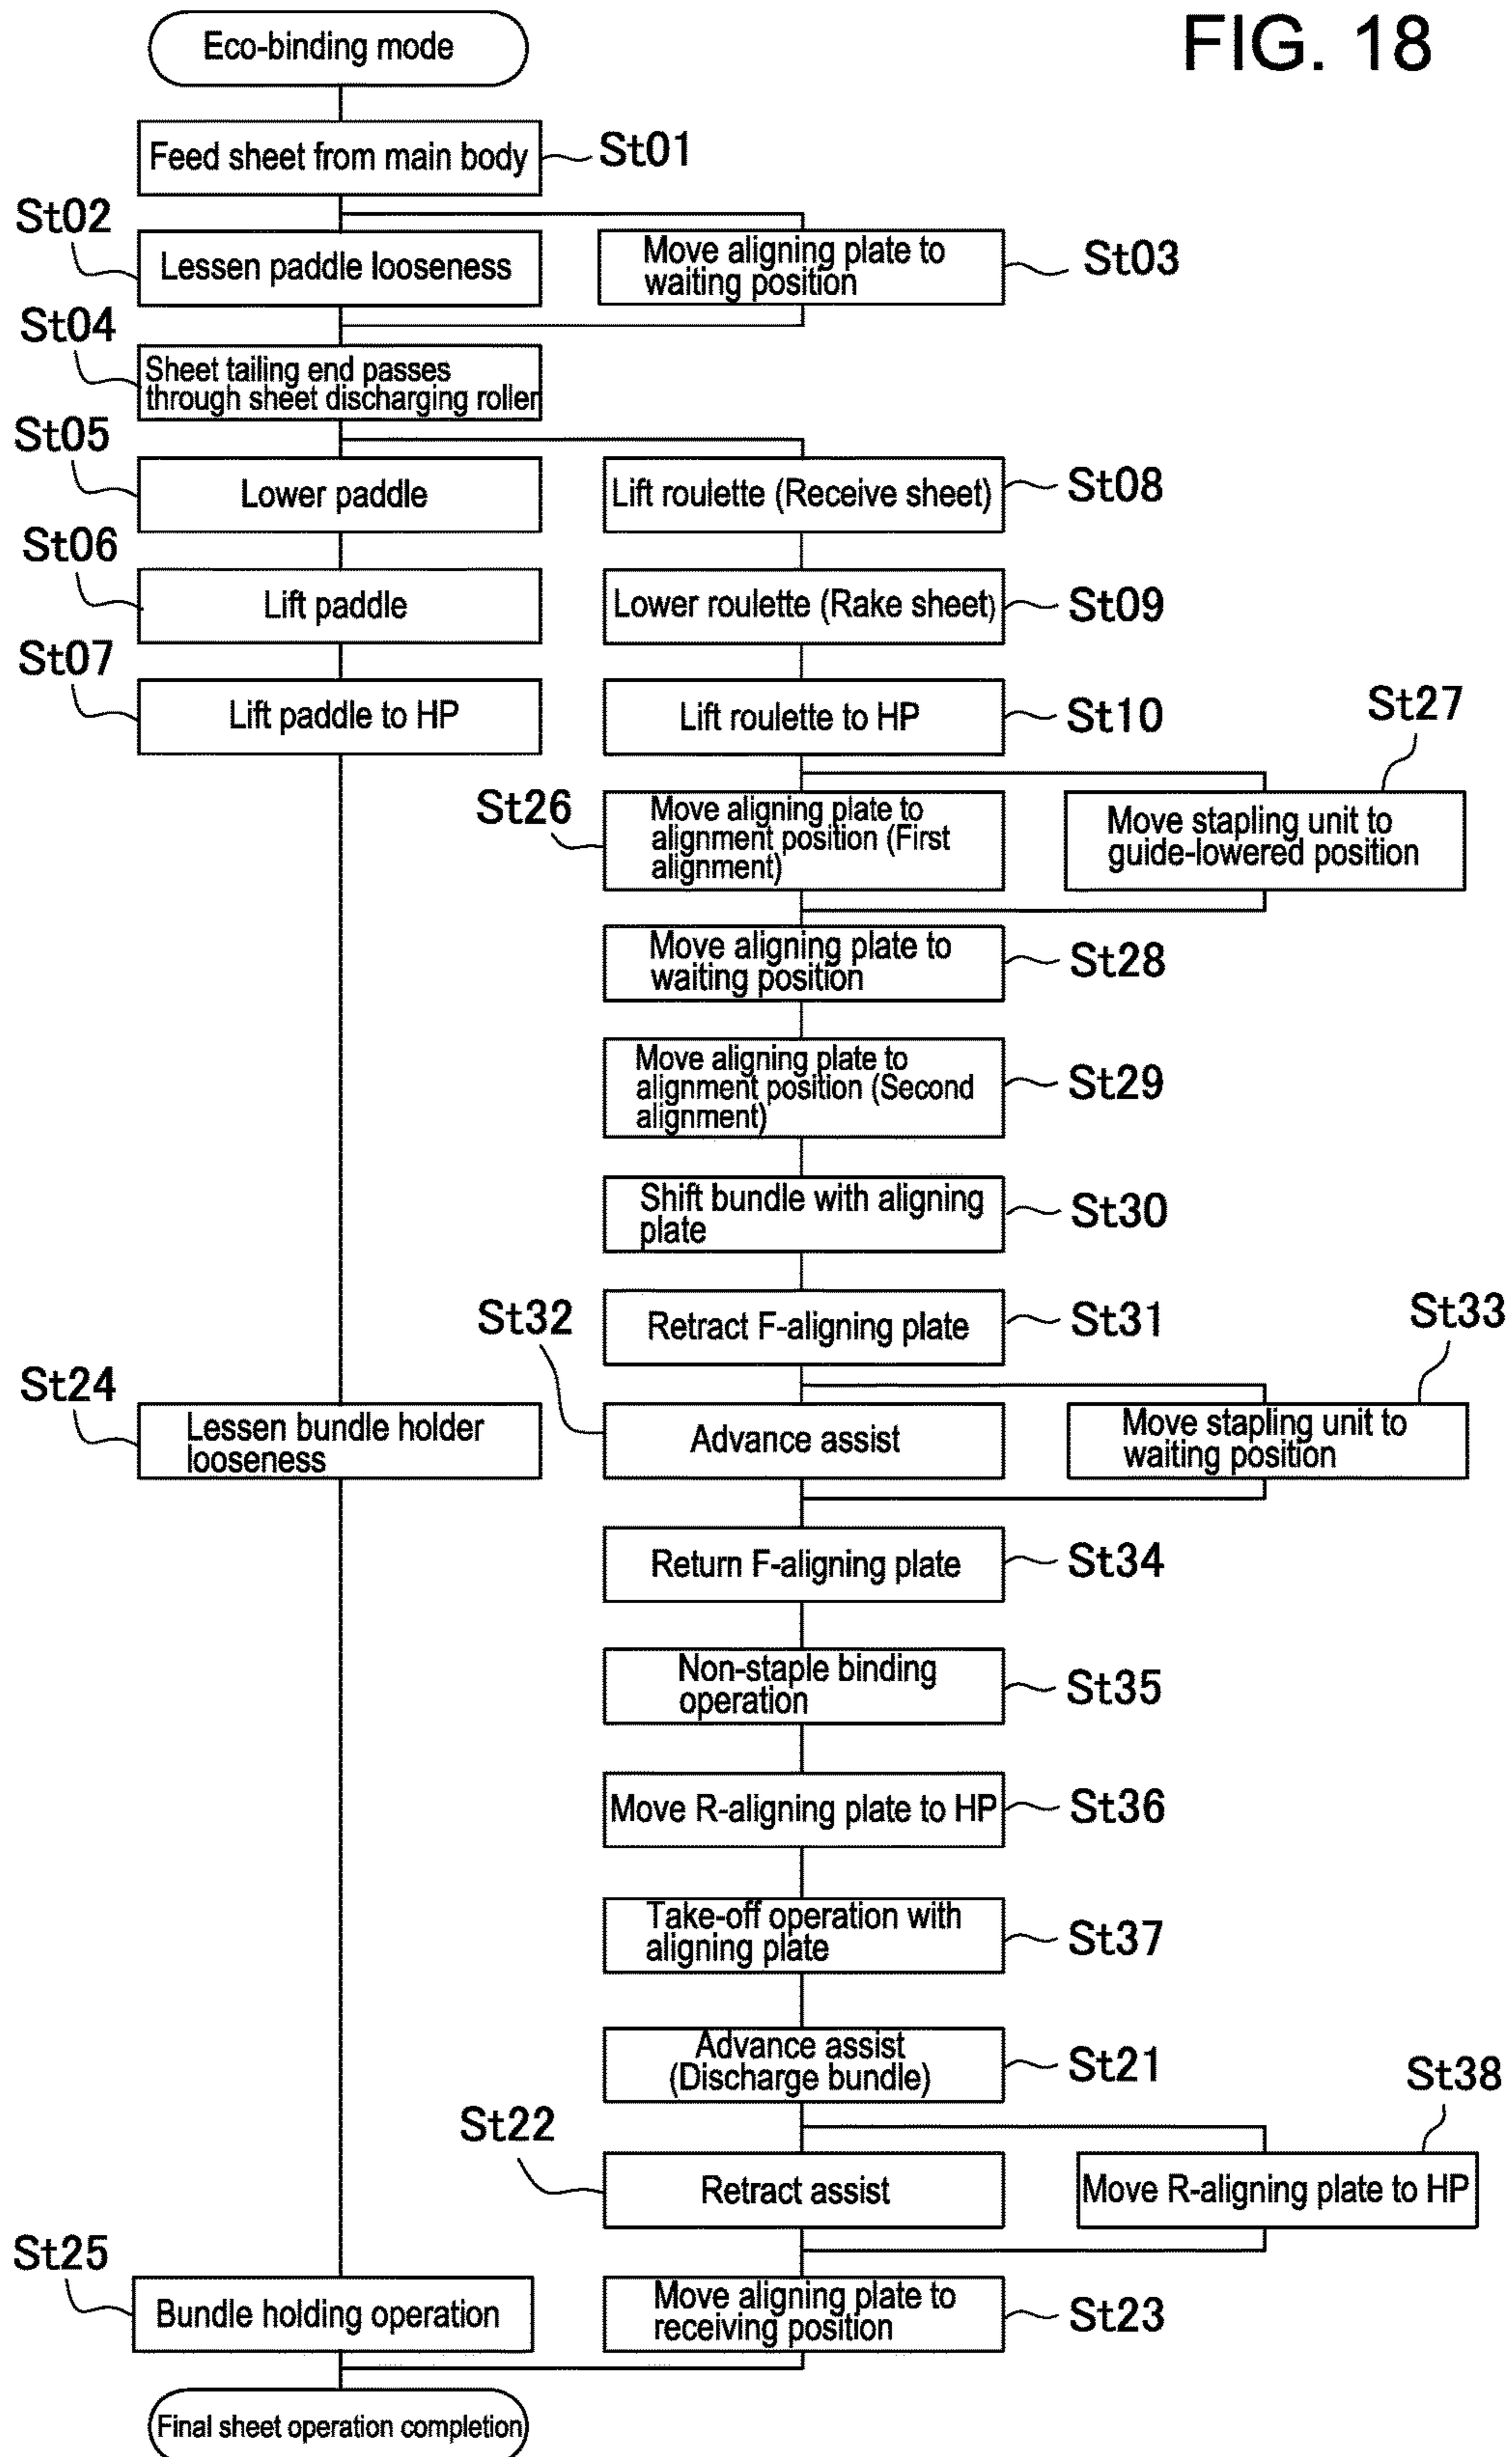 FIG. 18
Eco-binding mode
Feed sheet from main body
St01
St02
Lessen paddle looseness
Move aligning plate to
waiting position
St03
St04
Sheet tailing end passes
through sheet discharging roller
St05
Lower paddle
Lift roulette (Receive sheet)
St08
St06
Lift paddle
Lower roulette (Rake sheet)
St09
St07
Lift paddle to HP
Lift roulette to HP
St10
St27
St26
Move aligning plate to
alignment position (First
alignment)
Move stapling unit to
guide-lowered position
Move aligning plate to
waiting position
St28
Move aligning plate to
alignment position (Second
alignment)
St29
Shift bundle with aligning
plate
St30
St32
Retract F-aligning plate
St31
St33
St24
Lessen bundle holder
looseness
Advance assist
Move stapling unit to
waiting position
Return F-aligning plate
St34
Non-staple binding
operation
St35
Move R-aligning plate to HP
St36
Take-off operation with
aligning plate
St37
Advance assist
(Discharge bundle)
St21
St38
St22
Retract assist
Move R-aligning plate to HP
St25
Bundle holding operation
Move aligning plate to
receiving position
St23
Final sheet operation completion